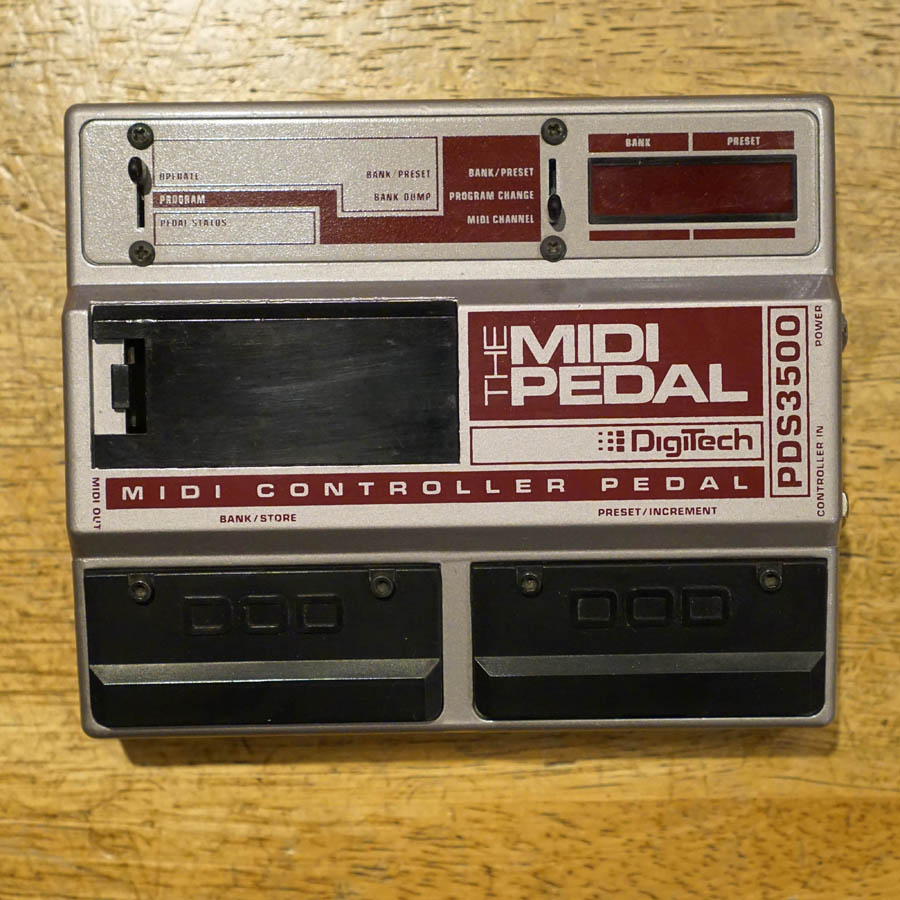 OPERATE
PROGRAM
PEDAL STATUS
BANK/PRESET
BANK DUMP
BANK/PRESET
PROGRAM CHANGE
MIDI CHANNEL
BANK
PRESET
THE
MIDI
PEDAL
DigiTech
PDS3500
POWER
CONTROLLER IN
MIDI OUT
MIDI CONTROLLER PEDAL
BANK/STORE
PRESET/INCREMENT
DOD
DOD